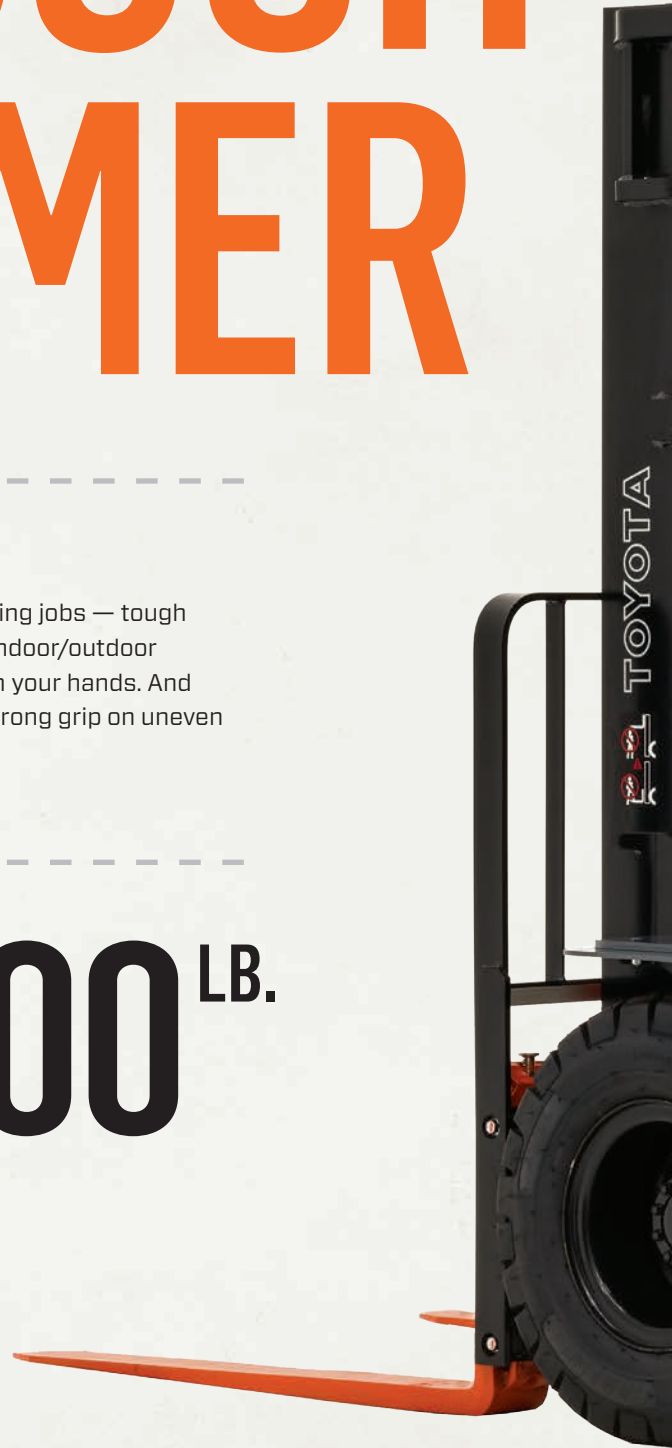 MER
ing jobs — tough
ndoor/outdoor
n your hands. And
rong grip on uneven
00 LB.
TOYOTA